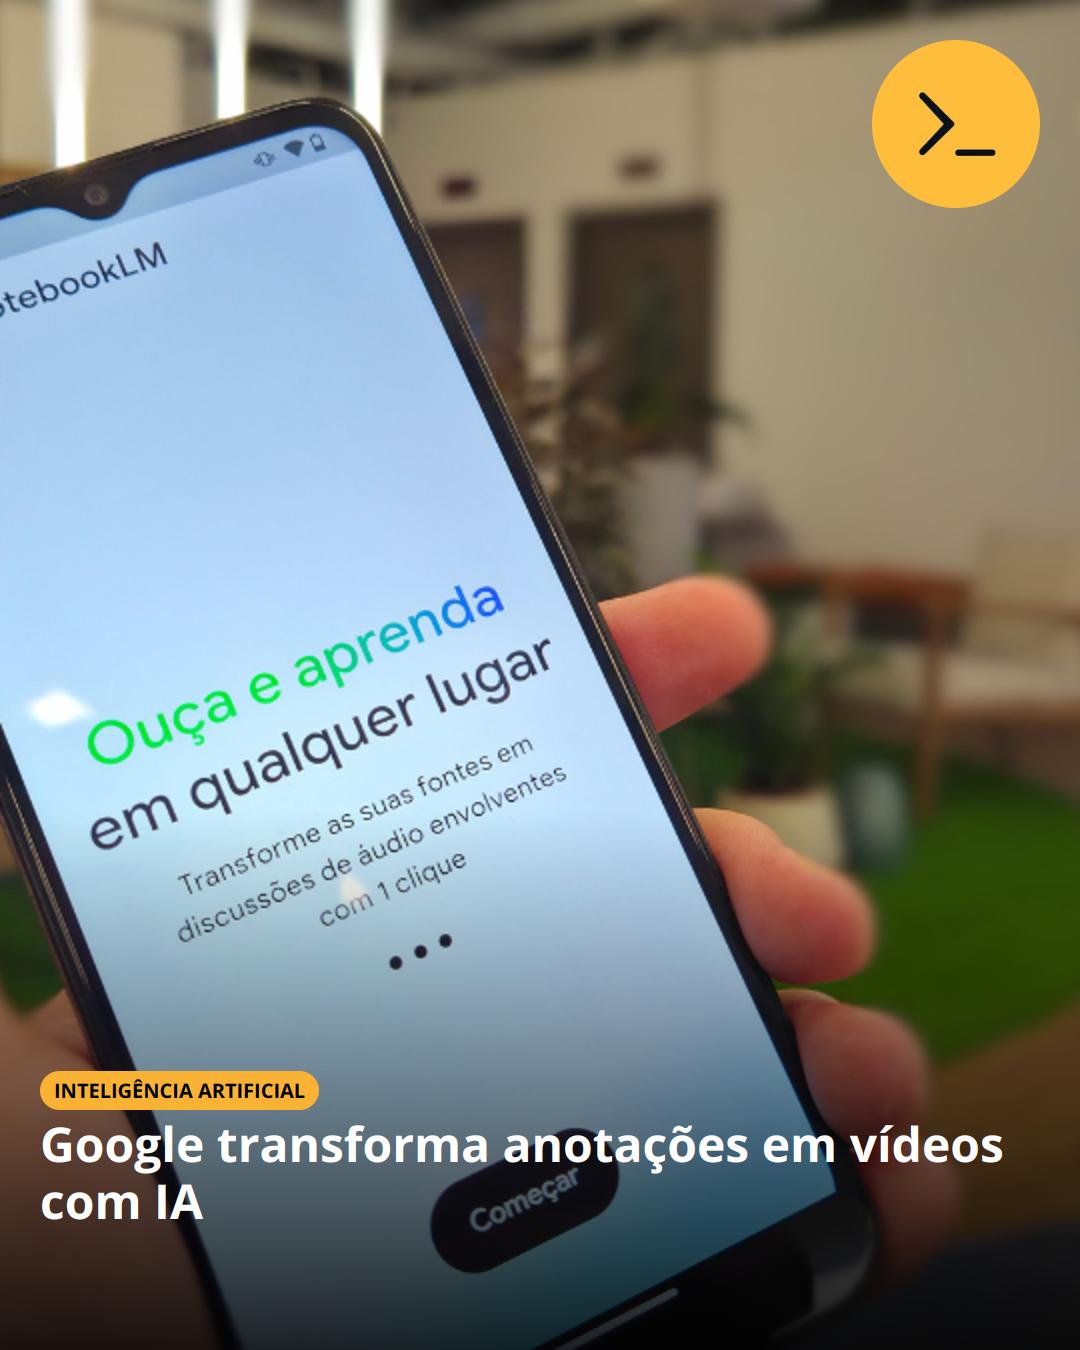 otebookLM
Ouça e aprenda
em qualquer lugar
Transforme as suas fontes em
discussões de áudio envolventes
com 1 clique
INTELIGÊNCIA ARTIFICIAL
Google transforma anotações em vídeos
com IA
Começar